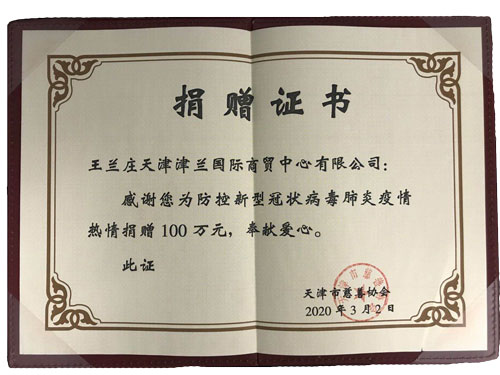 捐赠证书
王兰庄天津津兰国际商贸中心有限公司：
感谢您为防控新型冠状病毒肺炎疫情
热情捐赠100万元，奉献爱心。
此证
天津市慈善协会
2020年3月2日